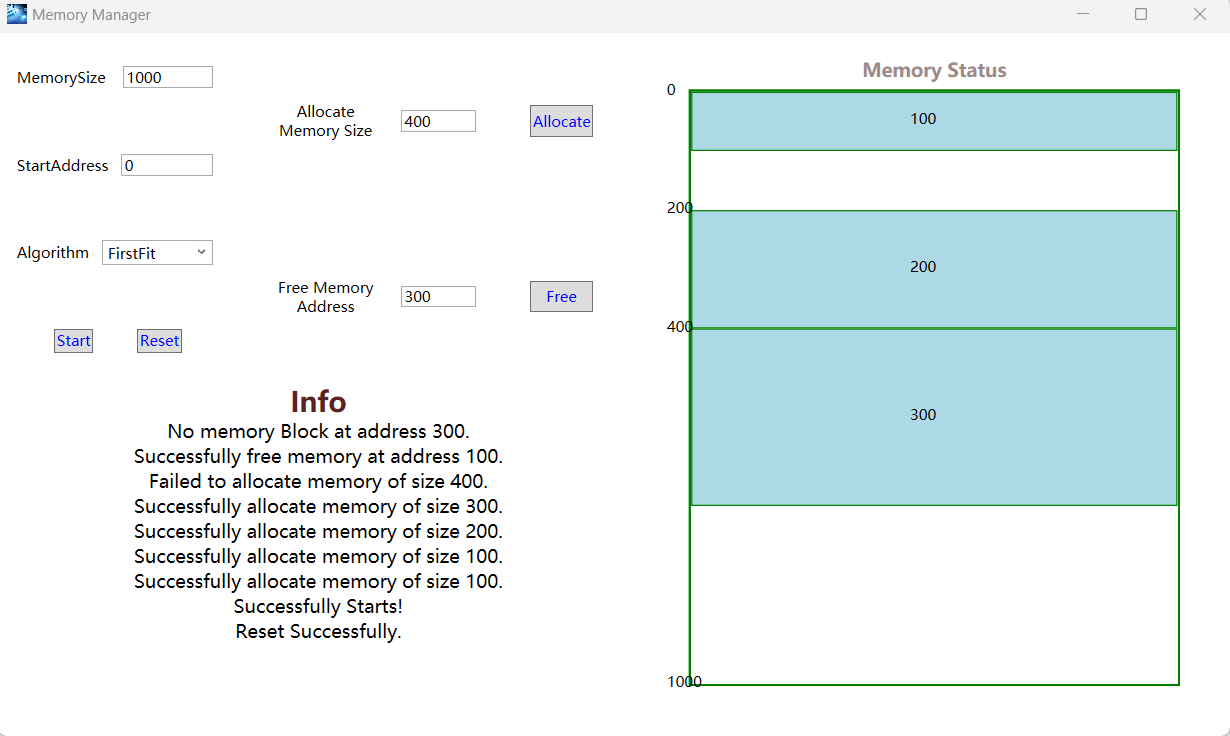 Memory Manager
MemorySize 1000
Allocate
Memory Size 400 Allocate
StartAddress 0
Algorithm FirstFit
Free Memory
Address 300 Free
Start Reset
Info
No memory Block at address 300.
Successfully free memory at address 100.
Failed to allocate memory of size 400.
Successfully allocate memory of size 300.
Successfully allocate memory of size 200.
Successfully allocate memory of size 100.
Successfully allocate memory of size 100.
Successfully Starts!
Reset Successfully.
Memory Status
0
100
200
200
400
300
1000